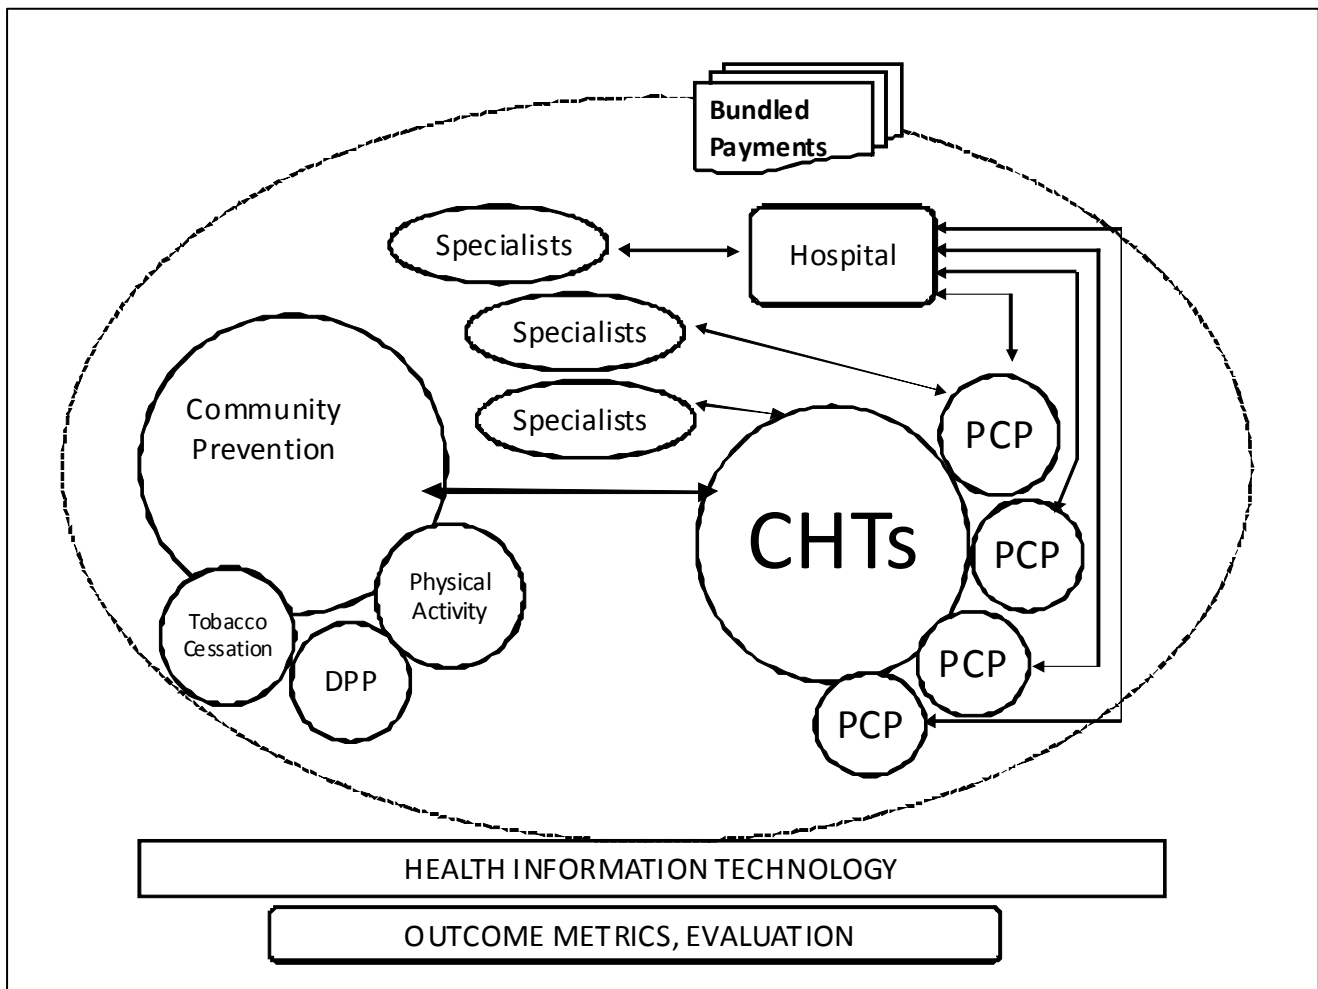 Bundled
Payments
Specialists
Hospital
Specialists
Specialists
Community
Prevention
PCP
CHTs
PCP
Physical
Activity
Tobacco
Cessation
DPP
PCP
PCP
HEALTH INFORMATION TECHNOLOGY
OUTCOME METRICS, EVALUATION